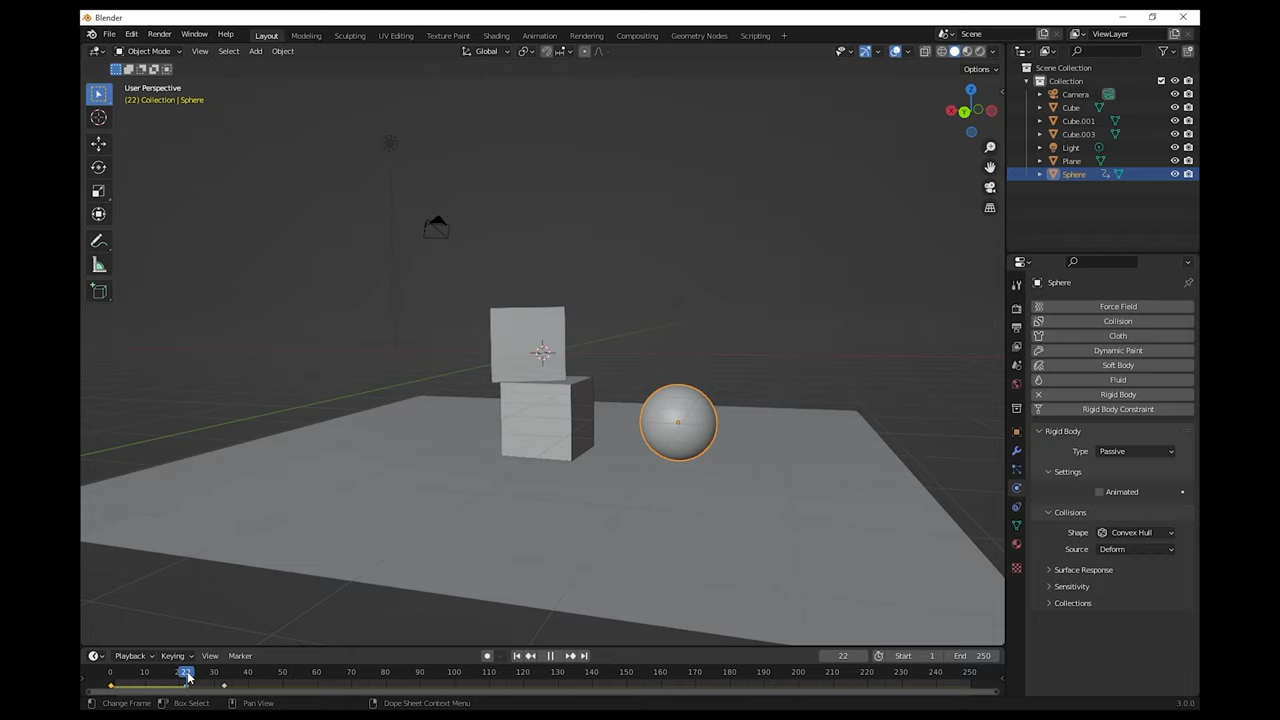 Blender
File Edit Render Window Help Layout Modeling Sculpting UV Editing Texture Paint Shading Animation Rendering Compositing Geometry Nodes Scripting Scene ViewLayer
Object Mode View Select Add Object Global
Options
User Perspective
(22) Collection | Sphere
Z
X
Y
Scene Collection
Collection
Camera
Cube
Cube.001
Cube.003
Light
Plane
Sphere
Sphere
Force Field
Collision
Cloth
Dynamic Paint
Soft Body
Fluid
Rigid Body
Rigid Body Constraint
Rigid Body
Type Passive
Settings
Animated
Collisions
Shape Convex Hull
Source Deform
Surface Response
Sensitivity
Collections
Playback Keying View Marker 22 Start 1 End 250
0 10 22 30 40 50 60 70 80 90 100 110 120 130 140 150 160 170 180 190 200 210 220 230 240 250
Change Frame Box Select Pan View Dope Sheet Context Menu 3.0.0